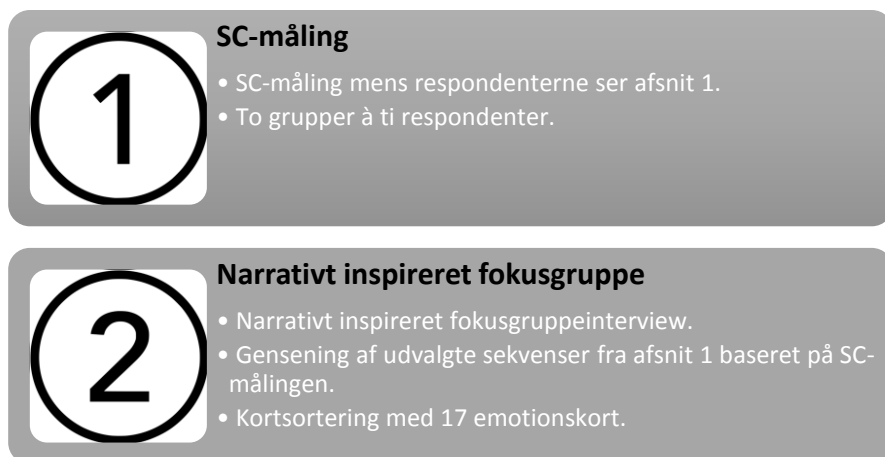 1
SC-måling
• SC-måling mens respondenterne ser afsnit 1.
• To grupper à ti respondenter.
2
Narrativt inspireret fokusgruppe
• Narrativt inspireret fokusgruppeinterview.
• Gensening af udvalgte sekvenser fra afsnit 1 baseret på SC-
målingen.
• Kortsortering med 17 emotionskort.